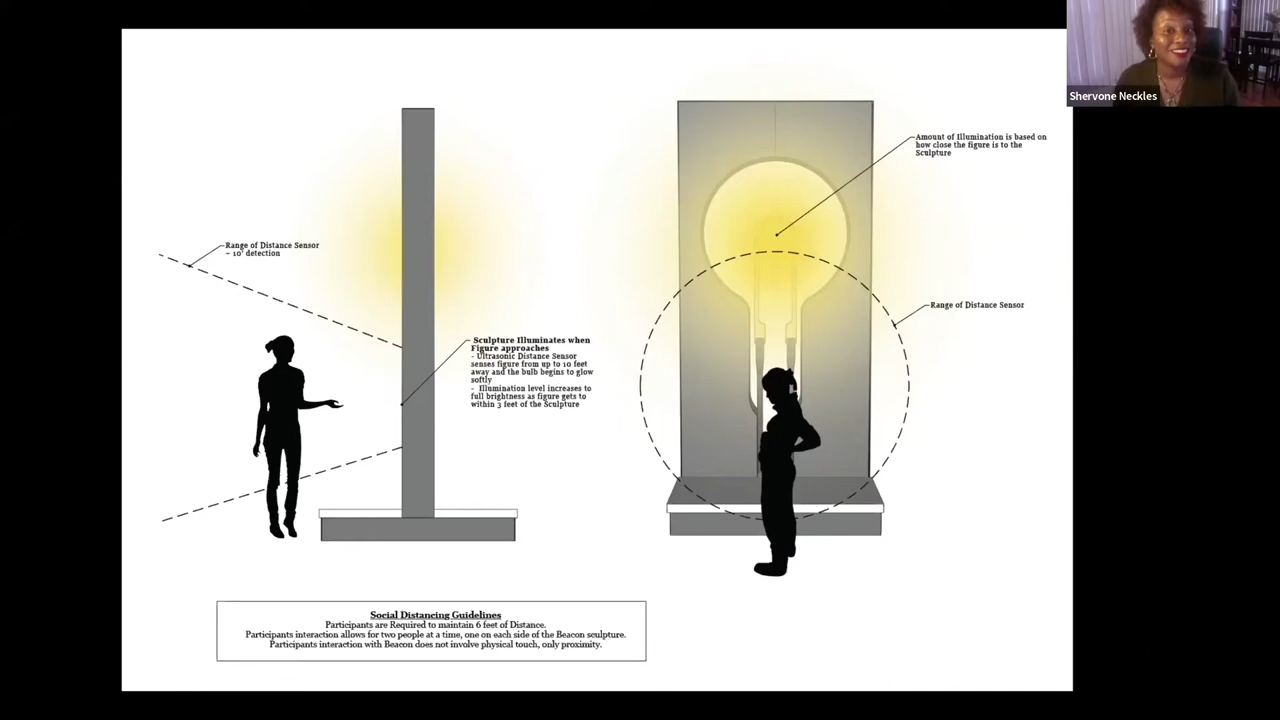 Shervone Neckles
Amount of Illumination is based on
how close the figure is to the
Sculpture
Range of Distance Sensor
~ 10' detection
Range of Distance Sensor
Sculpture Illuminates when
Figure approaches
- Ultrasonic Distance Sensor
senses figure from up to 10 feet
away and the bulb begins to glow
softly
- Illumination level increases to
full brightness as figure gets to
within 3 feet of the Sculpture
Social Distancing Guidelines
Participants are Required to maintain 6 feet of Distance.
Participants interaction allows for two people at a time, one on each side of the Beacon sculpture.
Participants interaction with Beacon does not involve physical touch, only proximity.